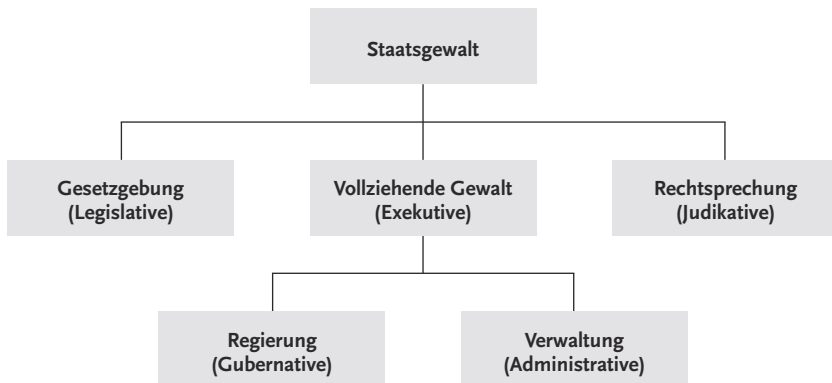 Staatsgewalt
Gesetzgebung
(Legislative)
Vollziehende Gewalt
(Exekutive)
Rechtsprechung
(Judikative)
Regierung
(Gubernative)
Verwaltung
(Administrative)